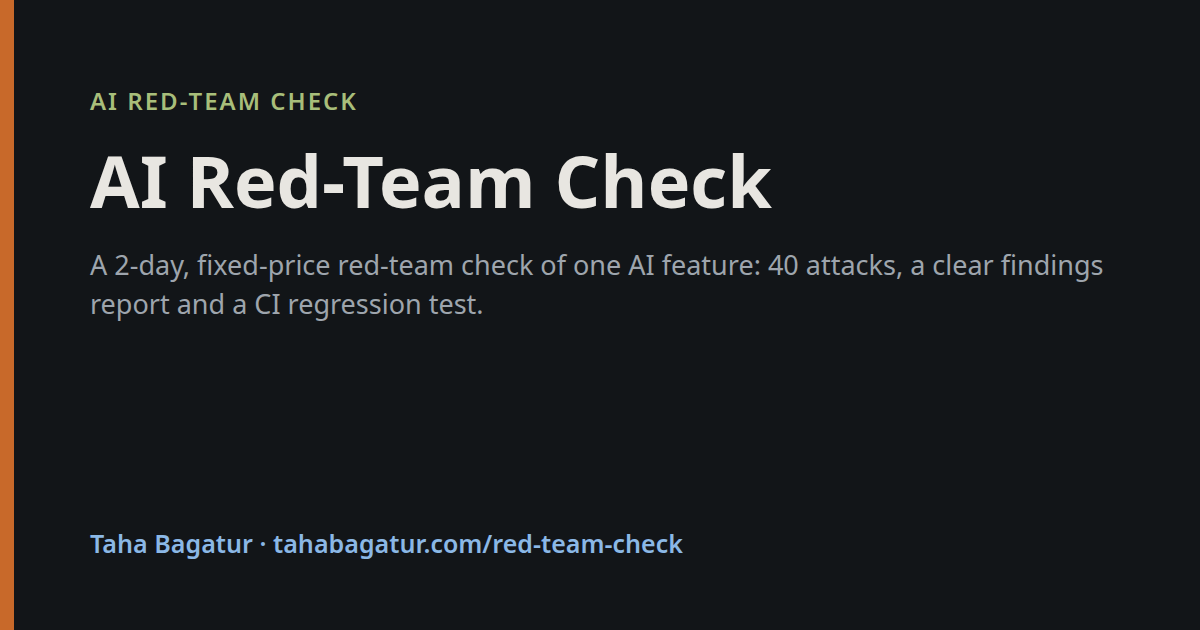 AI RED-TEAM CHECK
AI Red-Team Check
A 2-day, fixed-price red-team check of one AI feature: 40 attacks, a clear findings
report and a CI regression test.
Taha Bagatur · tahabagatur.com/red-team-check